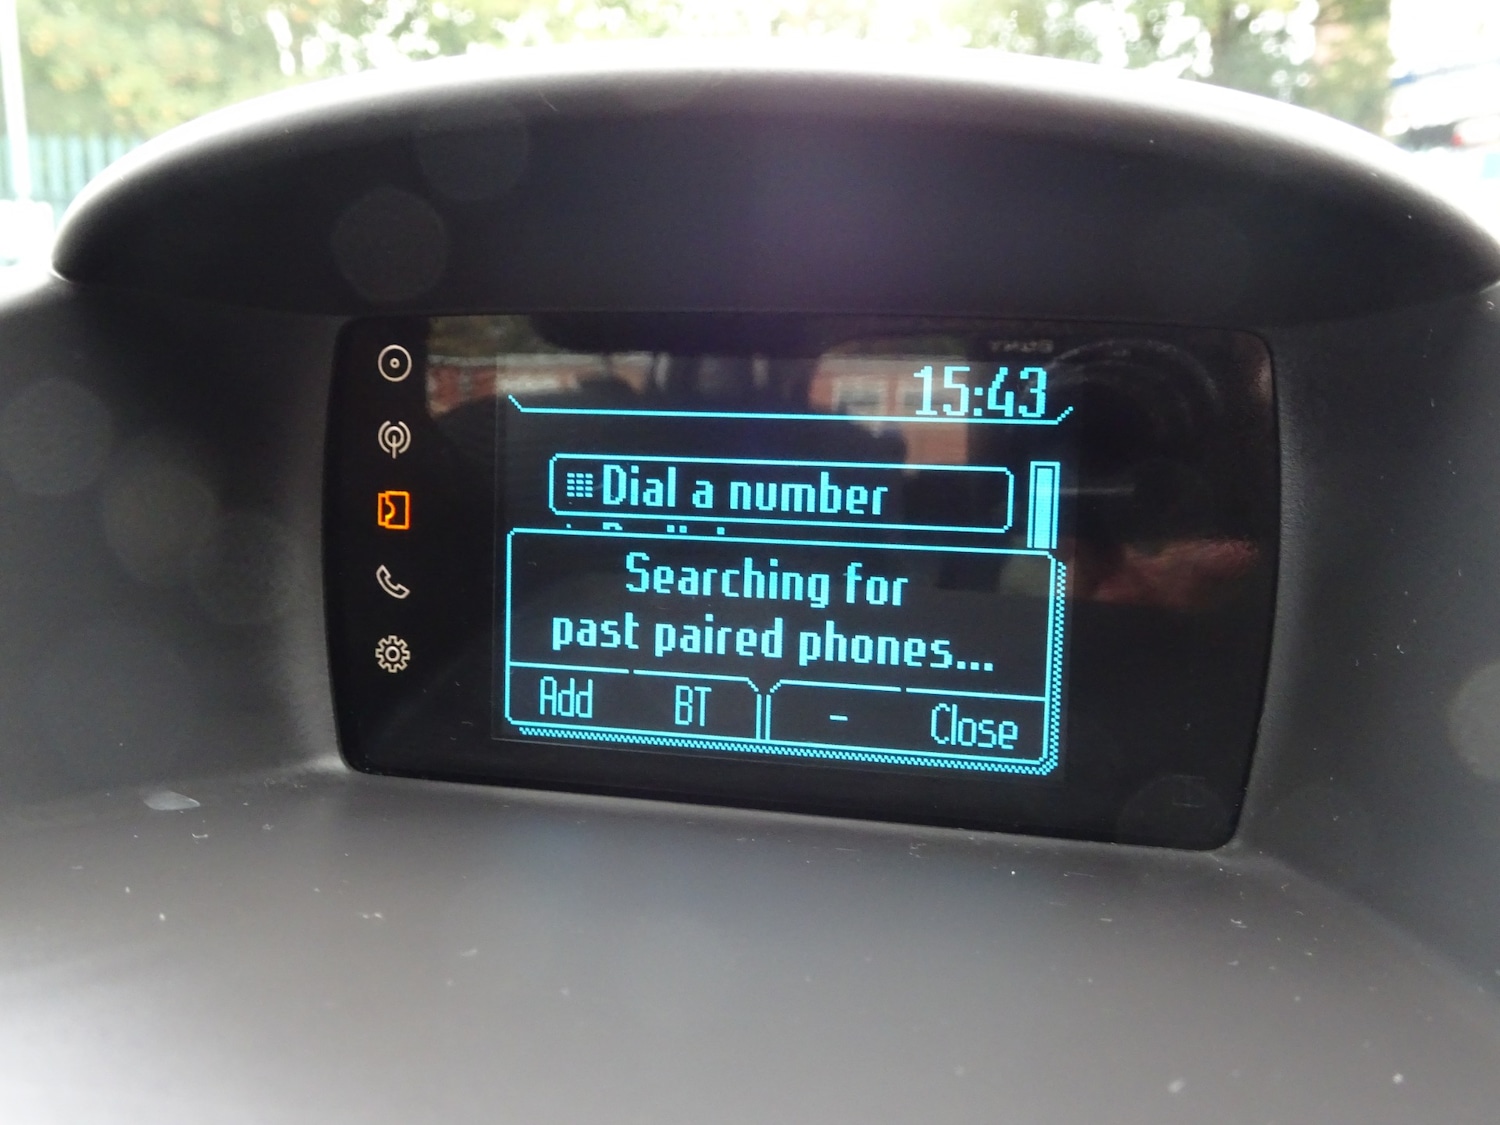 15:43
Dial a number
Searching for
past paired phones...
Add BT - Close